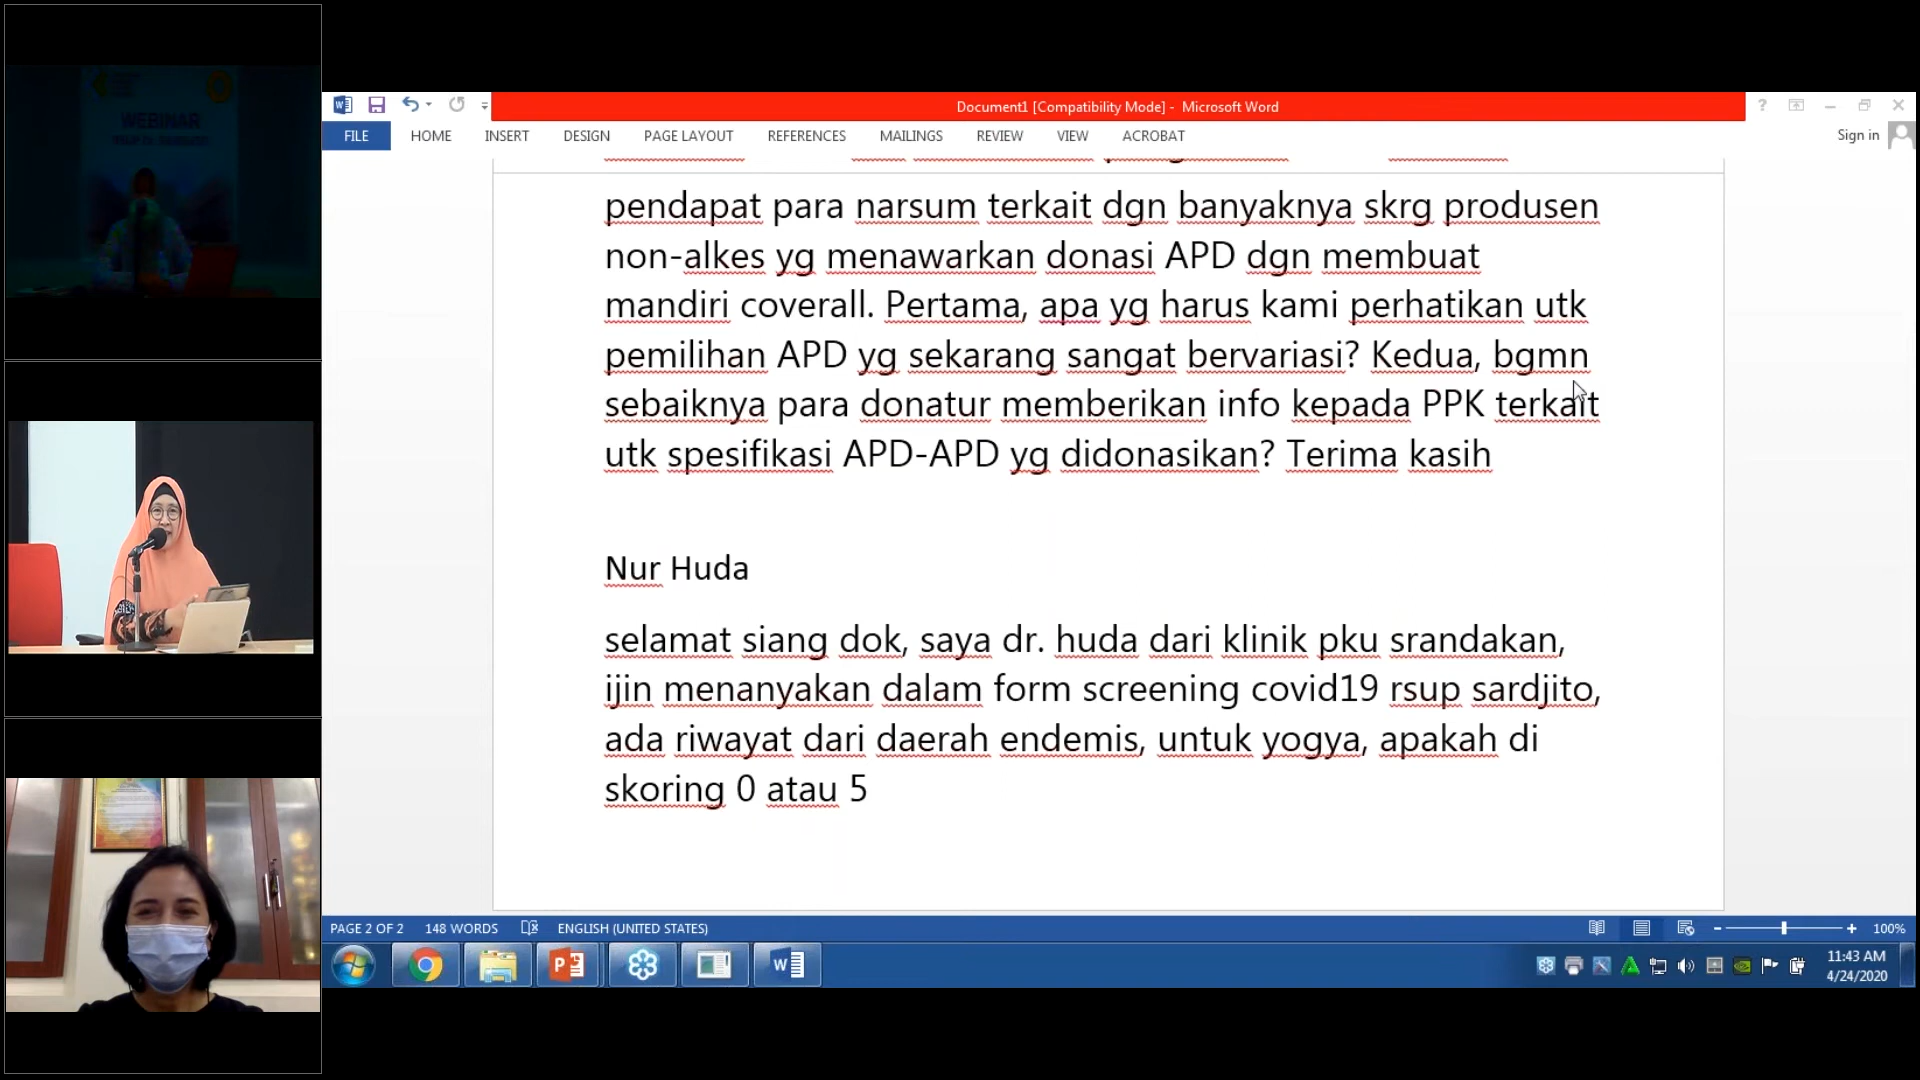 WEBINAR
Document1 [Compatibility Mode] - Microsoft Word
FILE HOME INSERT DESIGN PAGE LAYOUT REFERENCES MAILINGS REVIEW VIEW ACROBAT
Sign in
pendapat para narsum terkait dgn banyaknya skrg produsen
non-alkes yg menawarkan donasi APD dgn membuat
mandiri coverall. Pertama, apa yg harus kami perhatikan utk
pemilihan APD yg sekarang sangat bervariasi? Kedua, bgmn
sebaiknya para donatur memberikan info kepada PPK terkait
utk spesifikasi APD-APD yg didonasikan? Terima kasih
Nur Huda
selamat siang dok, saya dr. huda dari klinik pku srandakan,
ijin menanyakan dalam form screening covid19 rsup sardjito,
ada riwayat dari daerah endemis, untuk yogya, apakah di
skoring 0 atau 5
PAGE 2 OF 2 148 WORDS ENGLISH (UNITED STATES)
100%
11:43 AM
4/24/2020